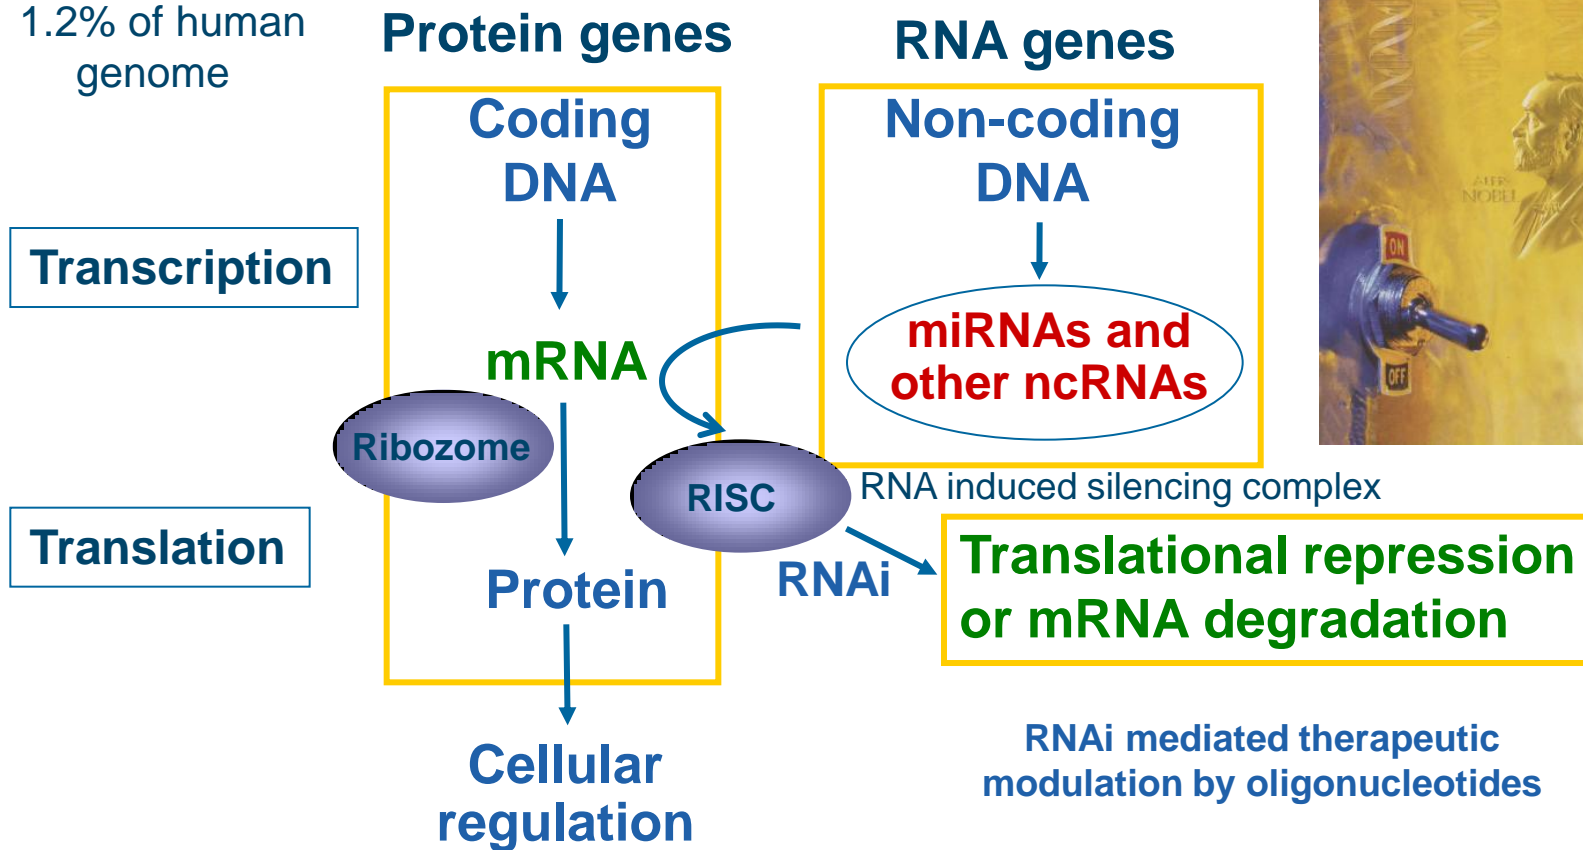 1.2% of human
genome
Protein genes
RNA genes
Coding
DNA
Non-coding
DNA
NOBEL
ON
OFF
Transcription
mRNA
miRNAs and
other ncRNAs
Ribozome
RISC
RNA induced silencing complex
Translation
Protein
RNAi
Translational repression
or mRNA degradation
Cellular
regulation
RNAi mediated therapeutic
modulation by oligonucleotides